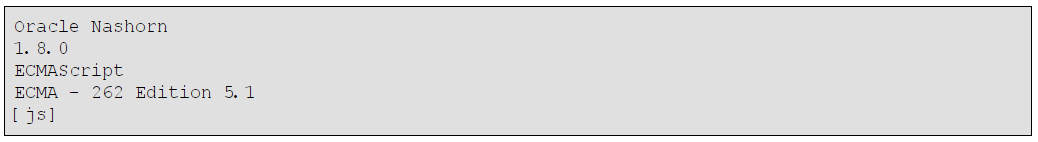 Oracle Nashorn
1.8.0
ECMAScript
ECMA - 262 Edition 5.1
[js]